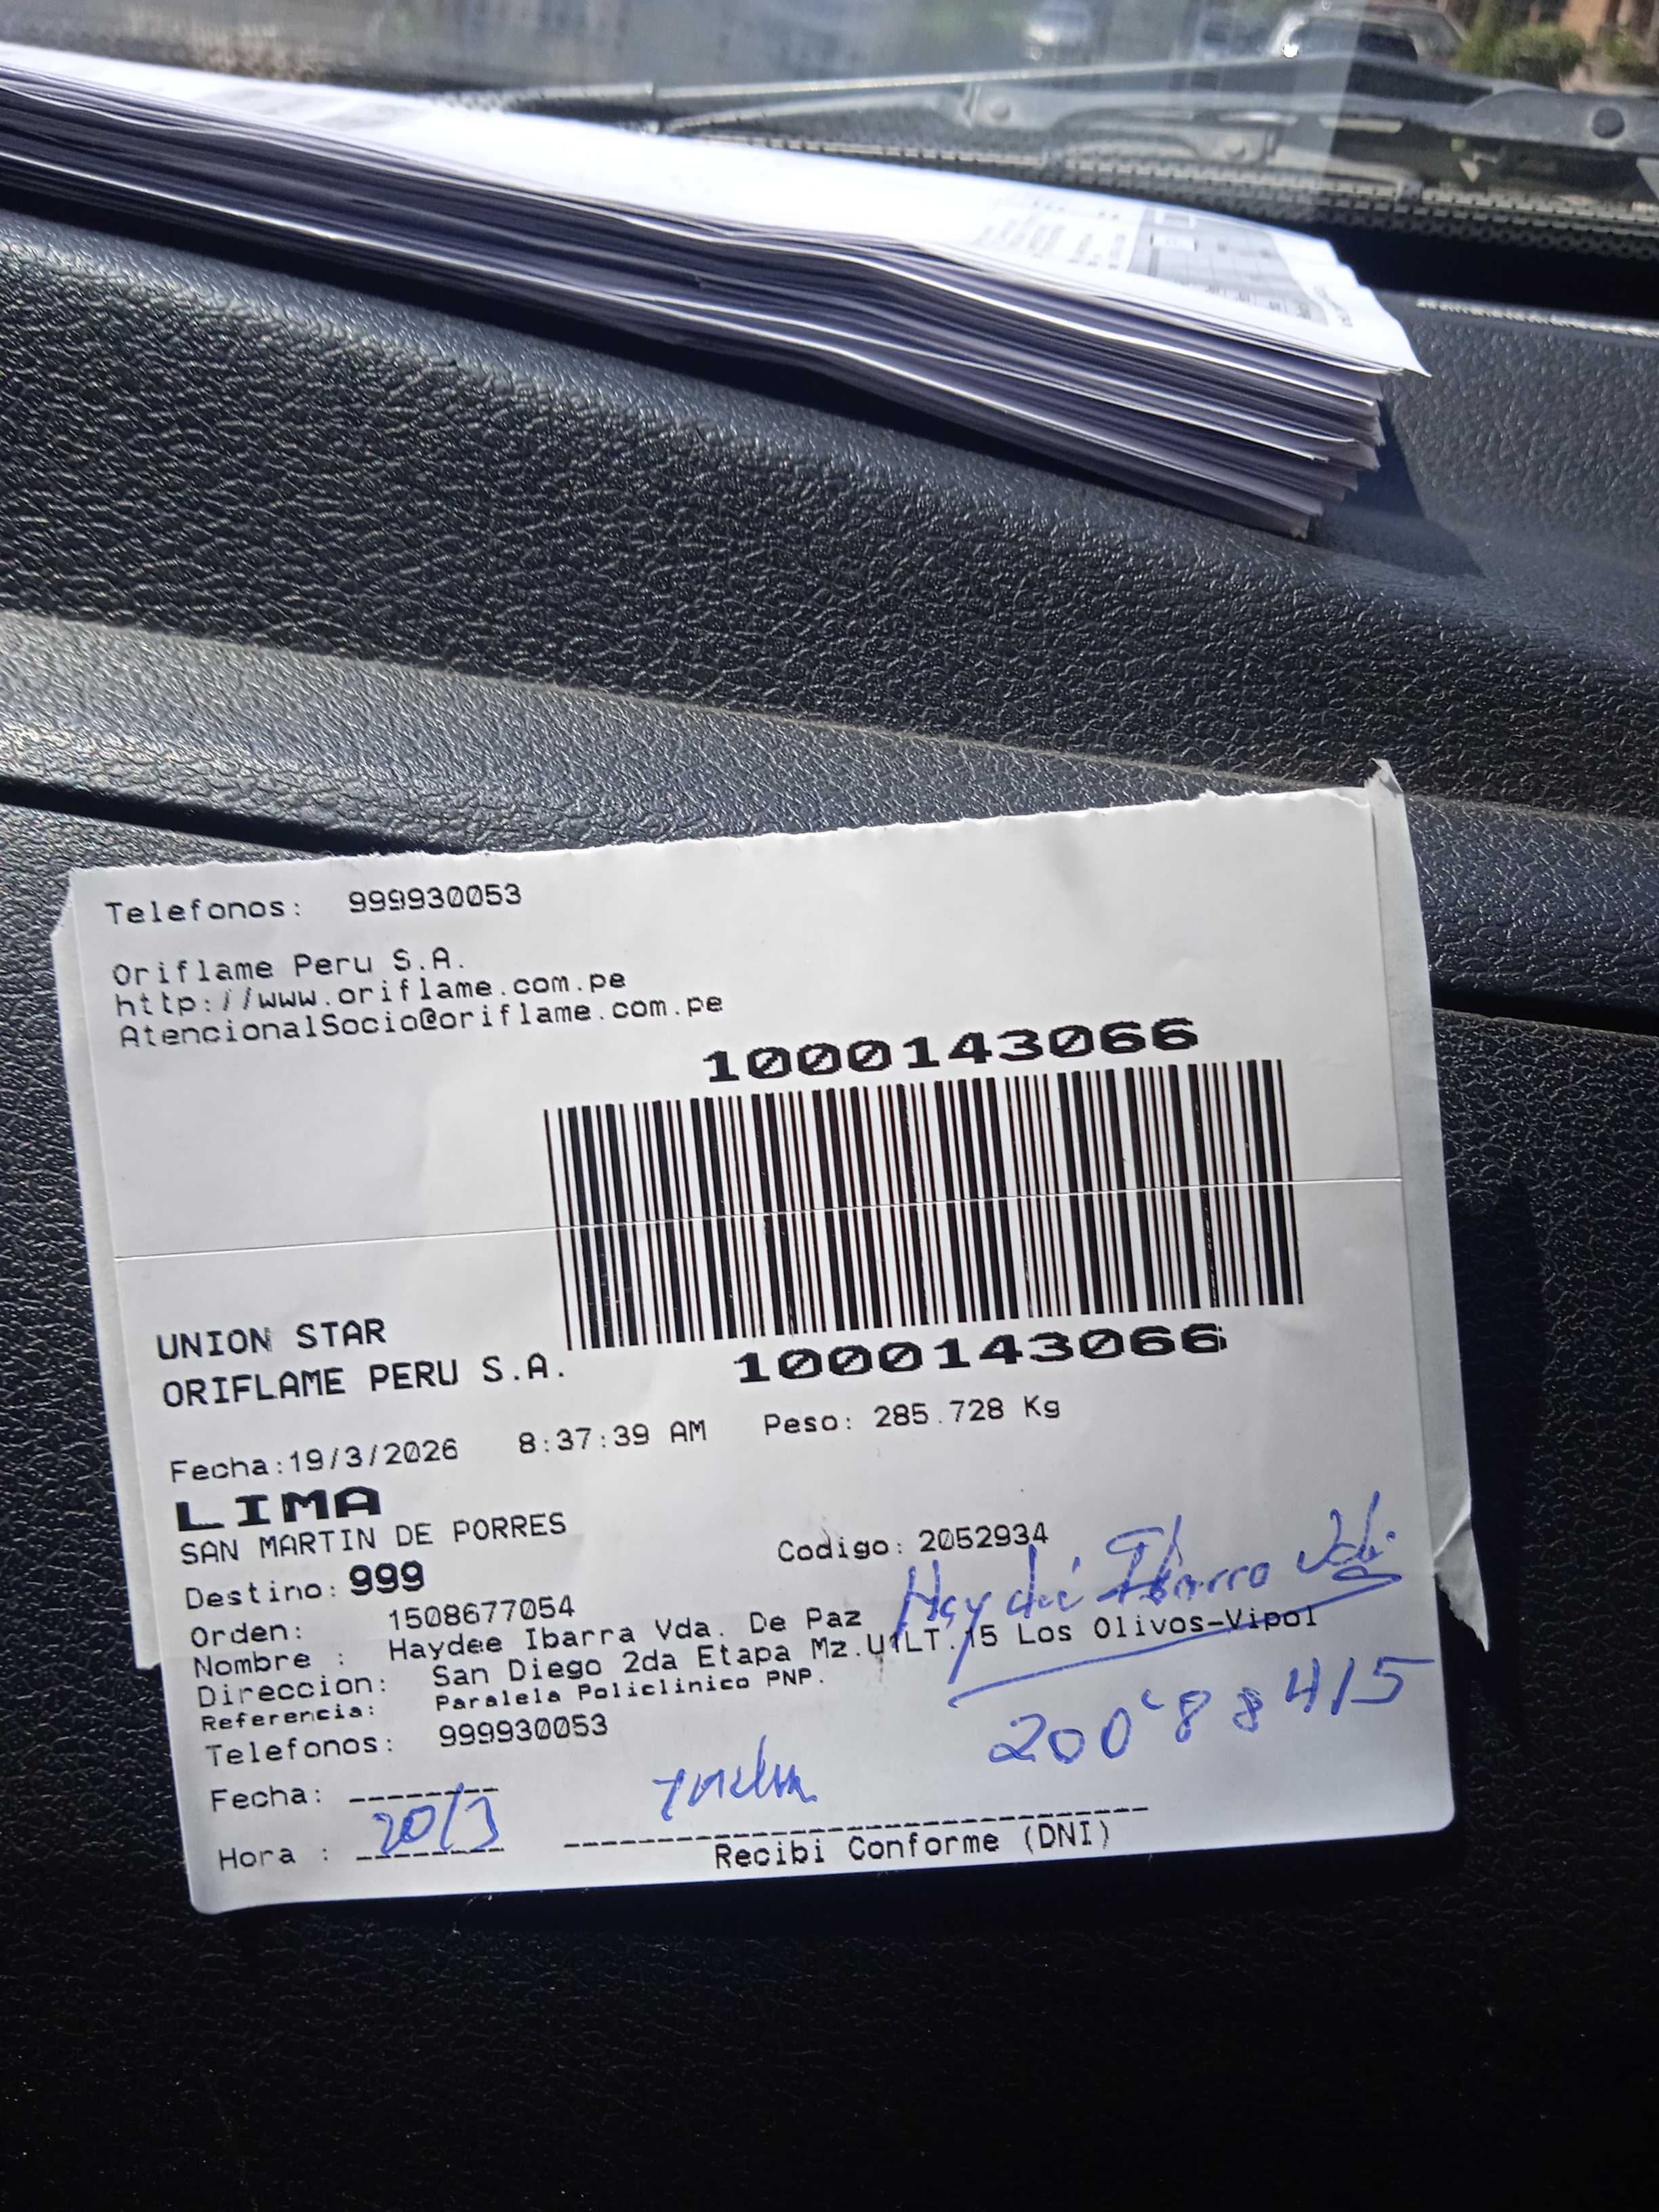 Telefonos: 999930053
Oriflame Peru S.A.
http://www.oriflame.com.pe
AtencionalSocio@oriflame.com.pe
1000143066
1000143066
UNION STAR
ORIFLAME PERU S.A.
Fecha:19/3/2026 8:37:39 AM Peso: 285.728 Kg
LIMA
SAN MARTIN DE PORRES
Codigo: 2052934
Destino: 999
Orden: 1508677054
Nombre : Haydee Ibarra Vda. De Paz
Haydeé Ibarra Vda.
Direccion: San Diego 2da Etapa Mz.U1LT.15 Los Olivos-Vipol
Referencia: Paralela Policlinico PNP.
Telefonos: 999930053
Fecha:
Hora : 20/3
Recibi Conforme (DNI)